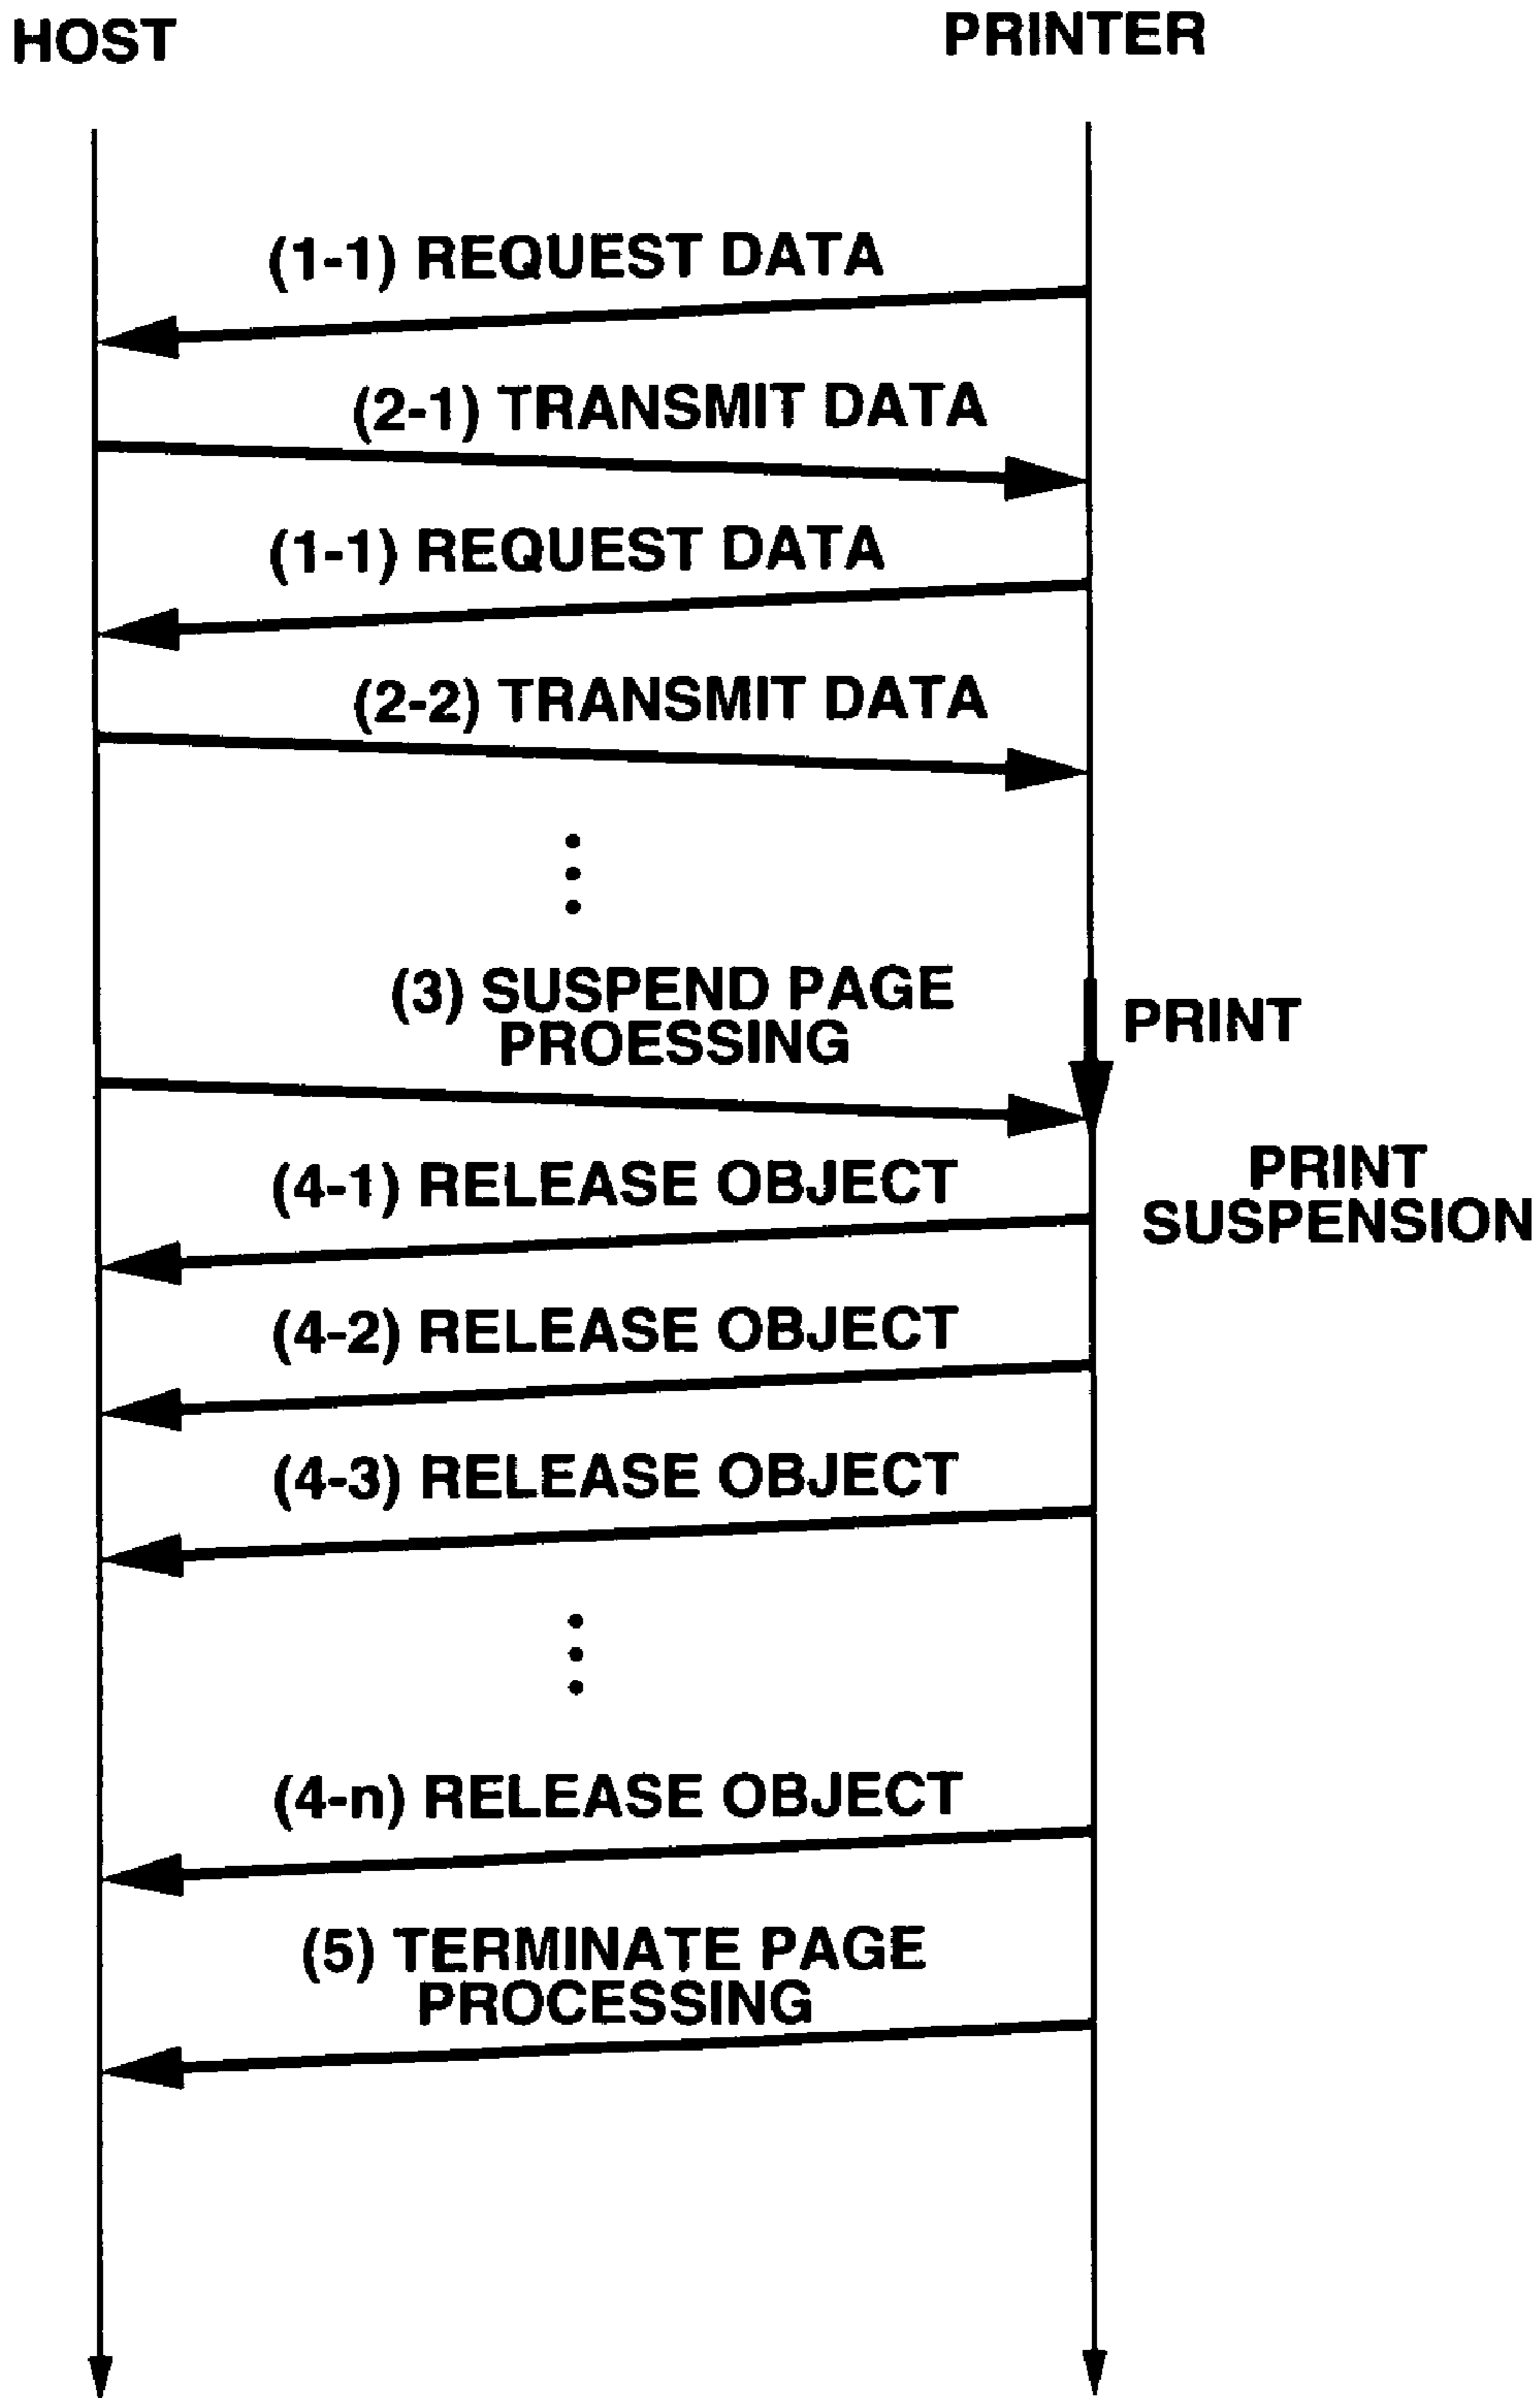 HOST
PRINTER
(1-1) REQUEST DATA
(2-1) TRANSMIT DATA
(1-1) REQUEST DATA
(2-2) TRANSMIT DATA
(3) SUSPEND PAGE
PROESSING
PRINT
PRINT
SUSPENSION
(4-1) RELEASE OBJECT
(4-2) RELEASE OBJECT
(4-3) RELEASE OBJECT
(4-n) RELEASE OBJECT
(5) TERMINATE PAGE
PROCESSING